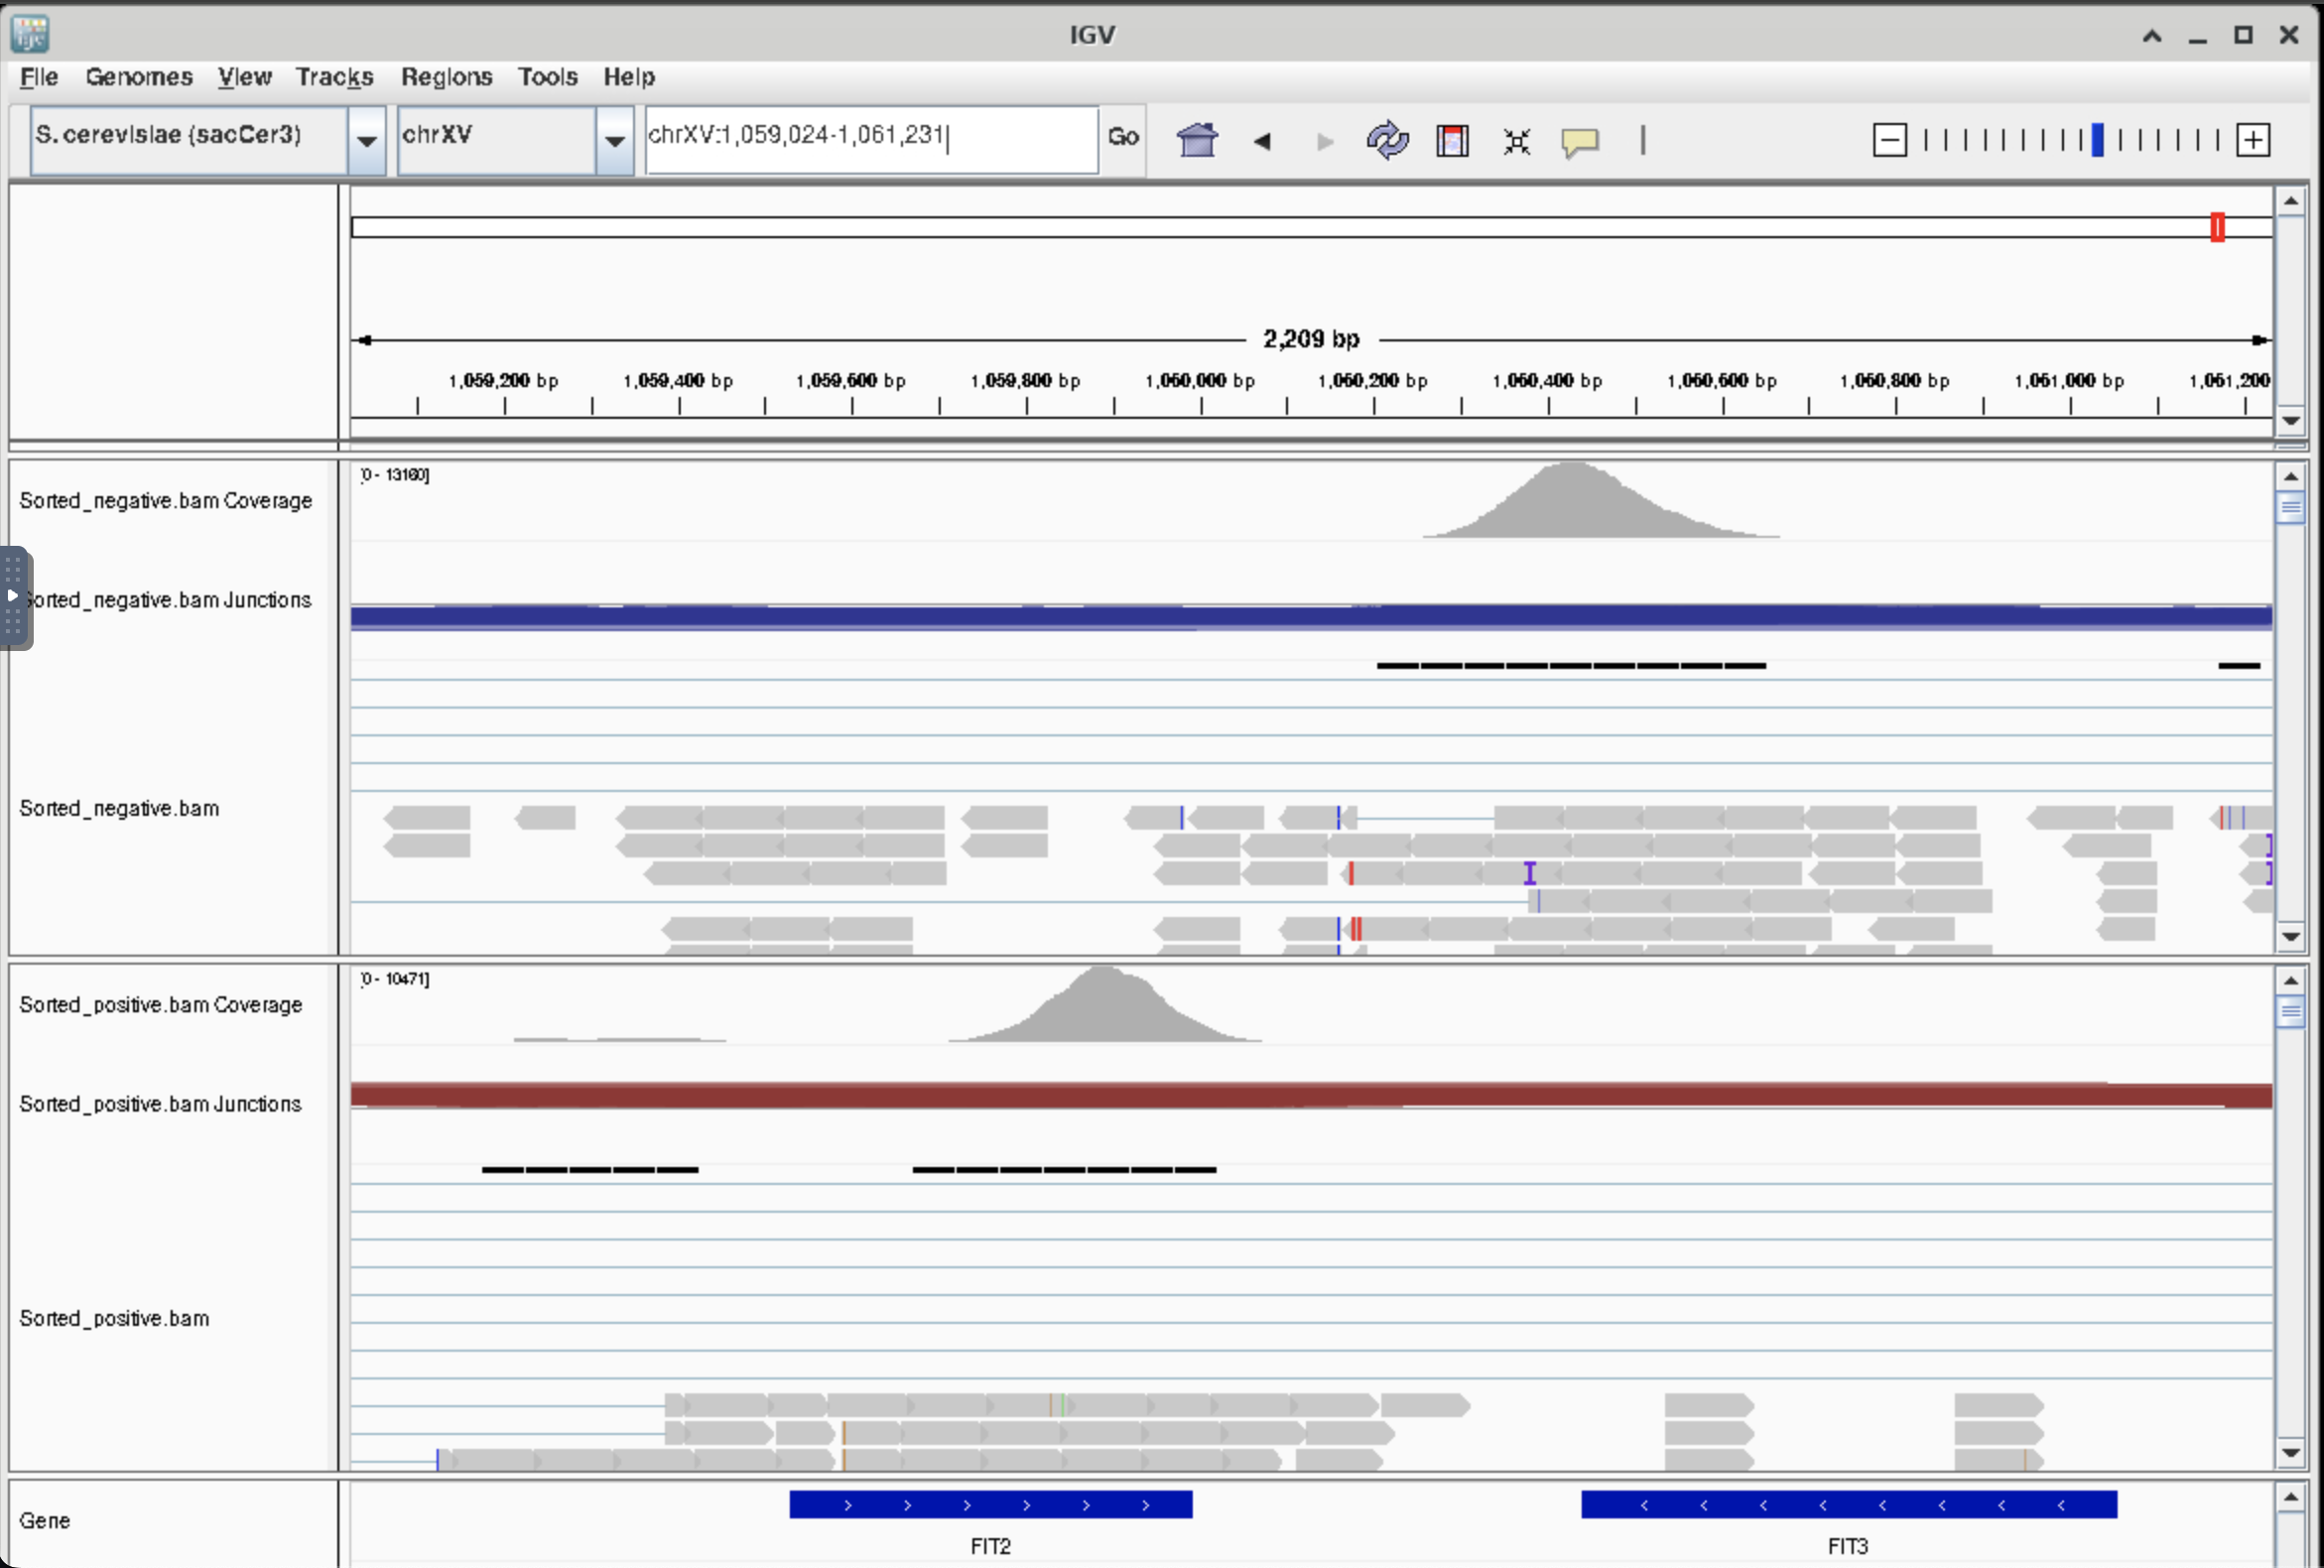 IGV
File Genomes View Tracks Regions Tools Help
S. cerevisiae (sacCer3) chrXV chrXV:1,059,024-1,061,231 Go
2,209 bp
1,059,200 bp 1,059,400 bp 1,059,600 bp 1,059,800 bp 1,060,000 bp 1,060,200 bp 1,060,400 bp 1,060,600 bp 1,060,800 bp 1,061,000 bp 1,061,200
[0 - 13160]
Sorted_negative.bam Coverage
Sorted_negative.bam Junctions
Sorted_negative.bam
[0 - 10471]
Sorted_positive.bam Coverage
Sorted_positive.bam Junctions
Sorted_positive.bam
Gene
FIT2 FIT3